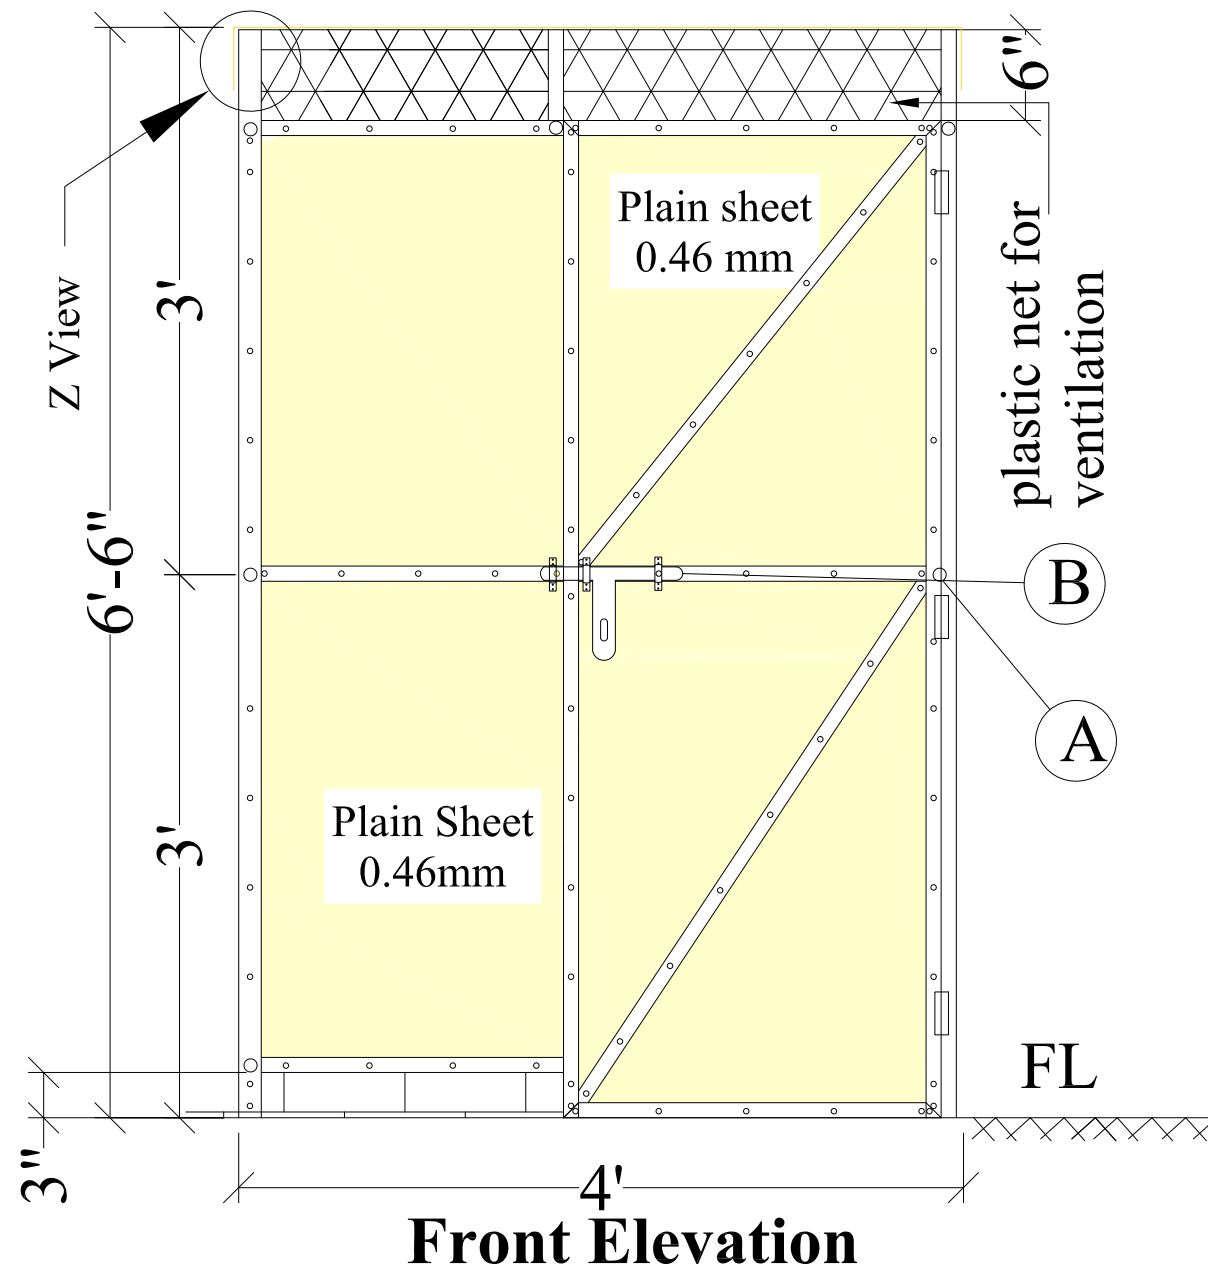 6"
Plain sheet
0.46 mm
3'
Z View
plastic net for
ventilation
6'-6"
B
A
3'
Plain Sheet
0.46mm
FL
3"
4'
Front Elevation